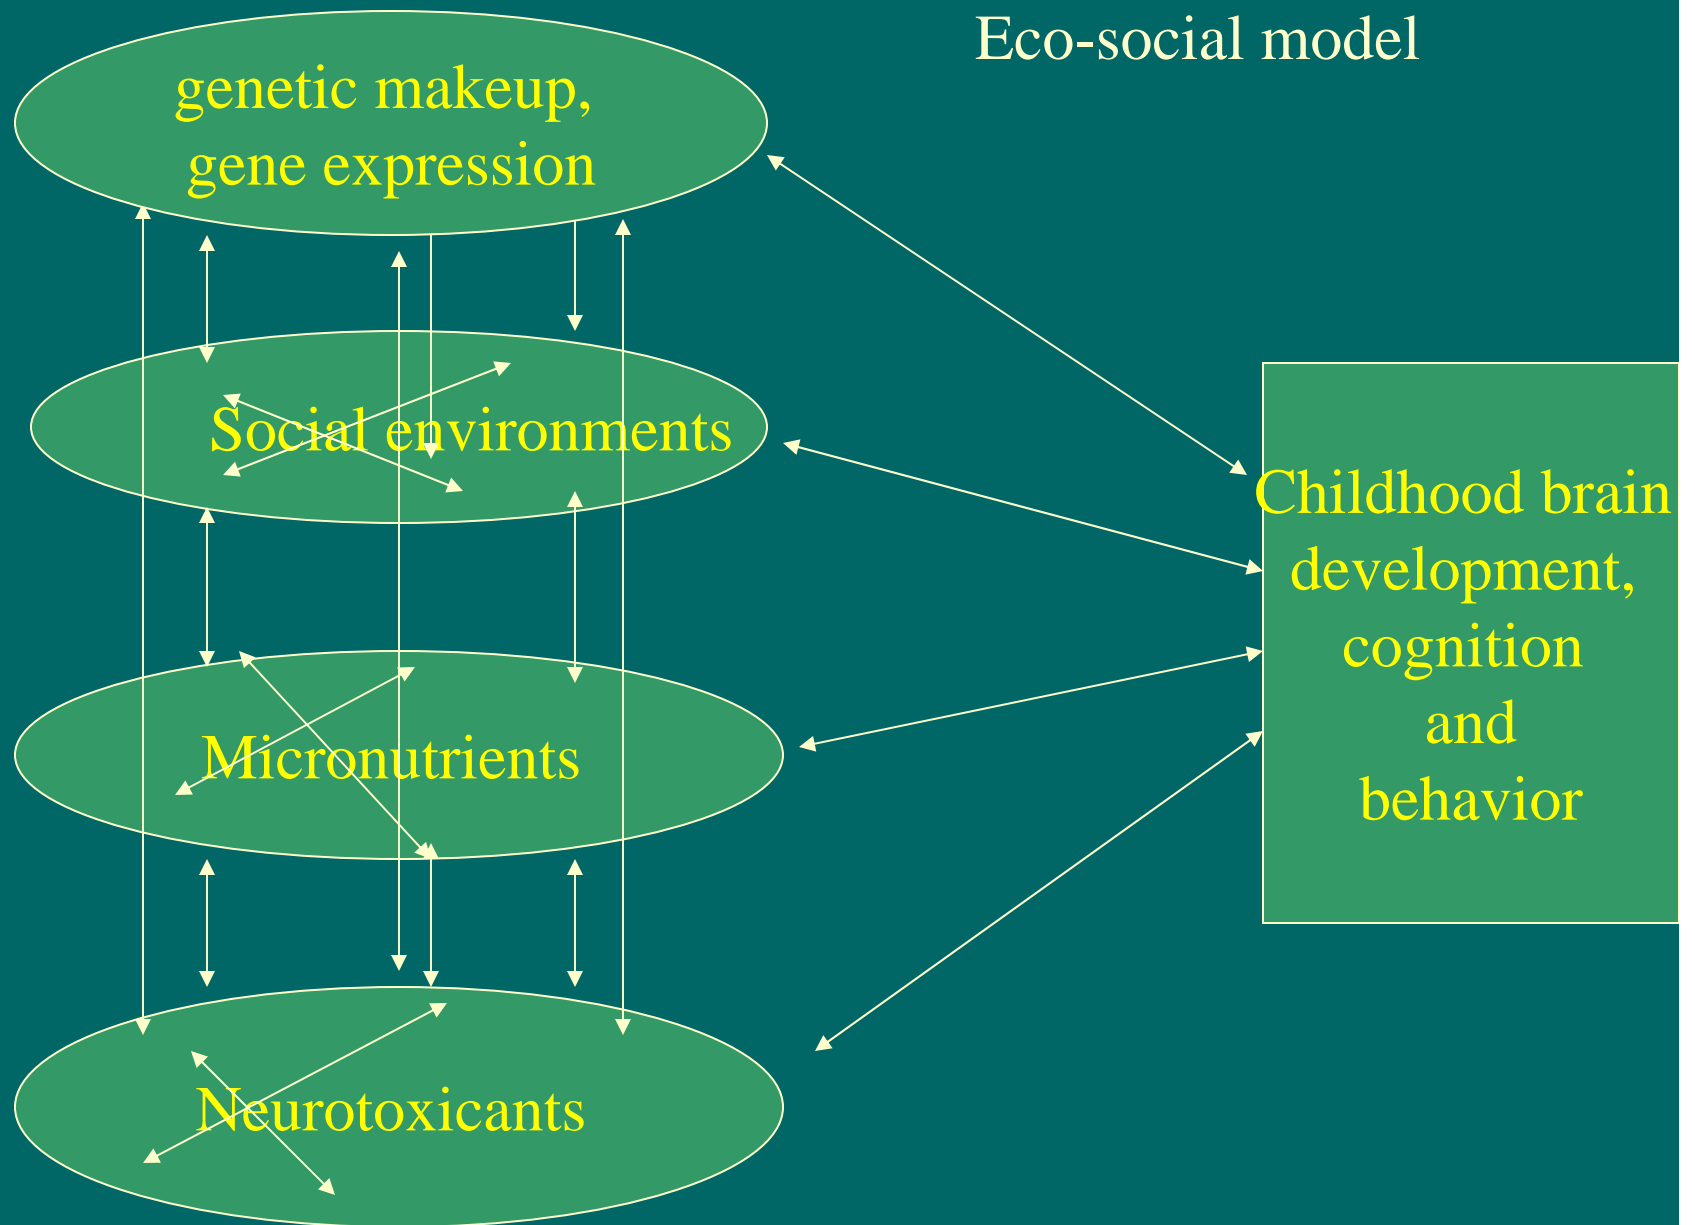 Eco-social model
genetic makeup,
gene expression
Social environments
Micronutrients
Neurotoxicants
Childhood brain
development,
cognition
and
behavior